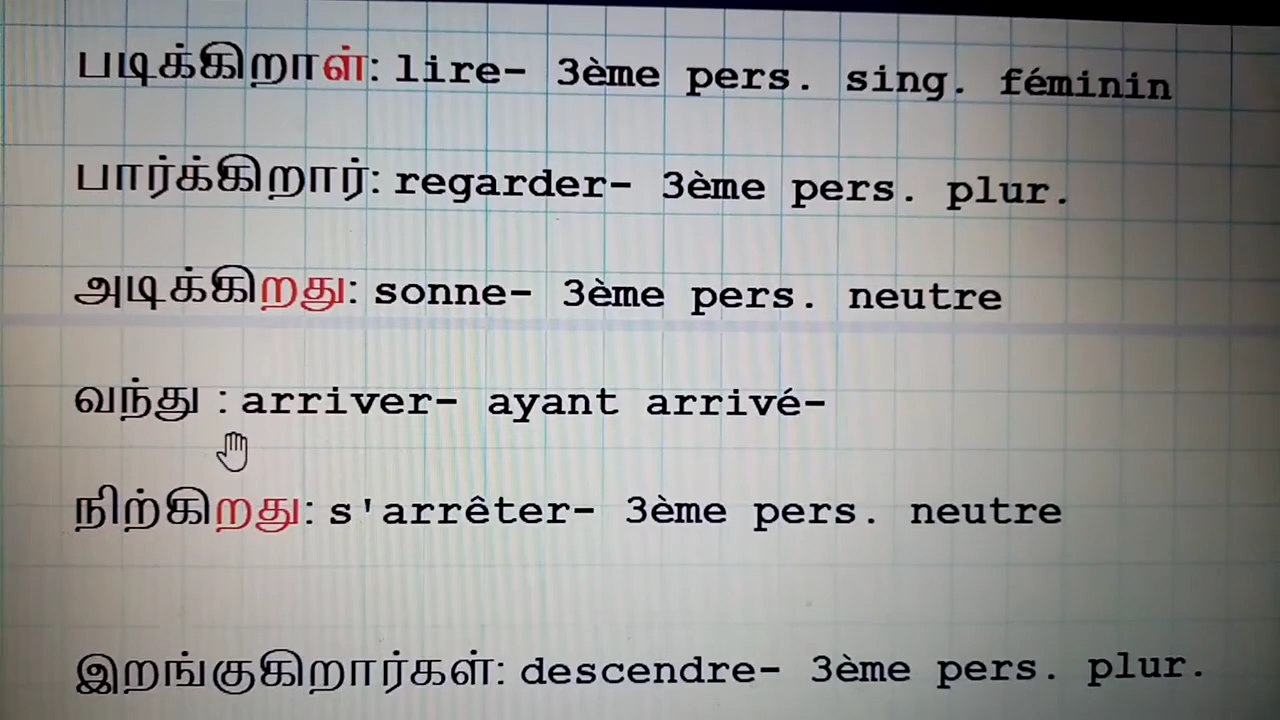 படிக்கிறாள்: lire- 3ème pers. sing. féminin
பார்க்கிறார்: regarder- 3ème pers. plur.
அடிக்கிறது: sonne- 3ème pers. neutre
வந்து : arriver- ayant arrivé-
நிற்கிறது: s'arrêter- 3ème pers. neutre
இறங்குகிறார்கள்: descendre- 3ème pers. plur.